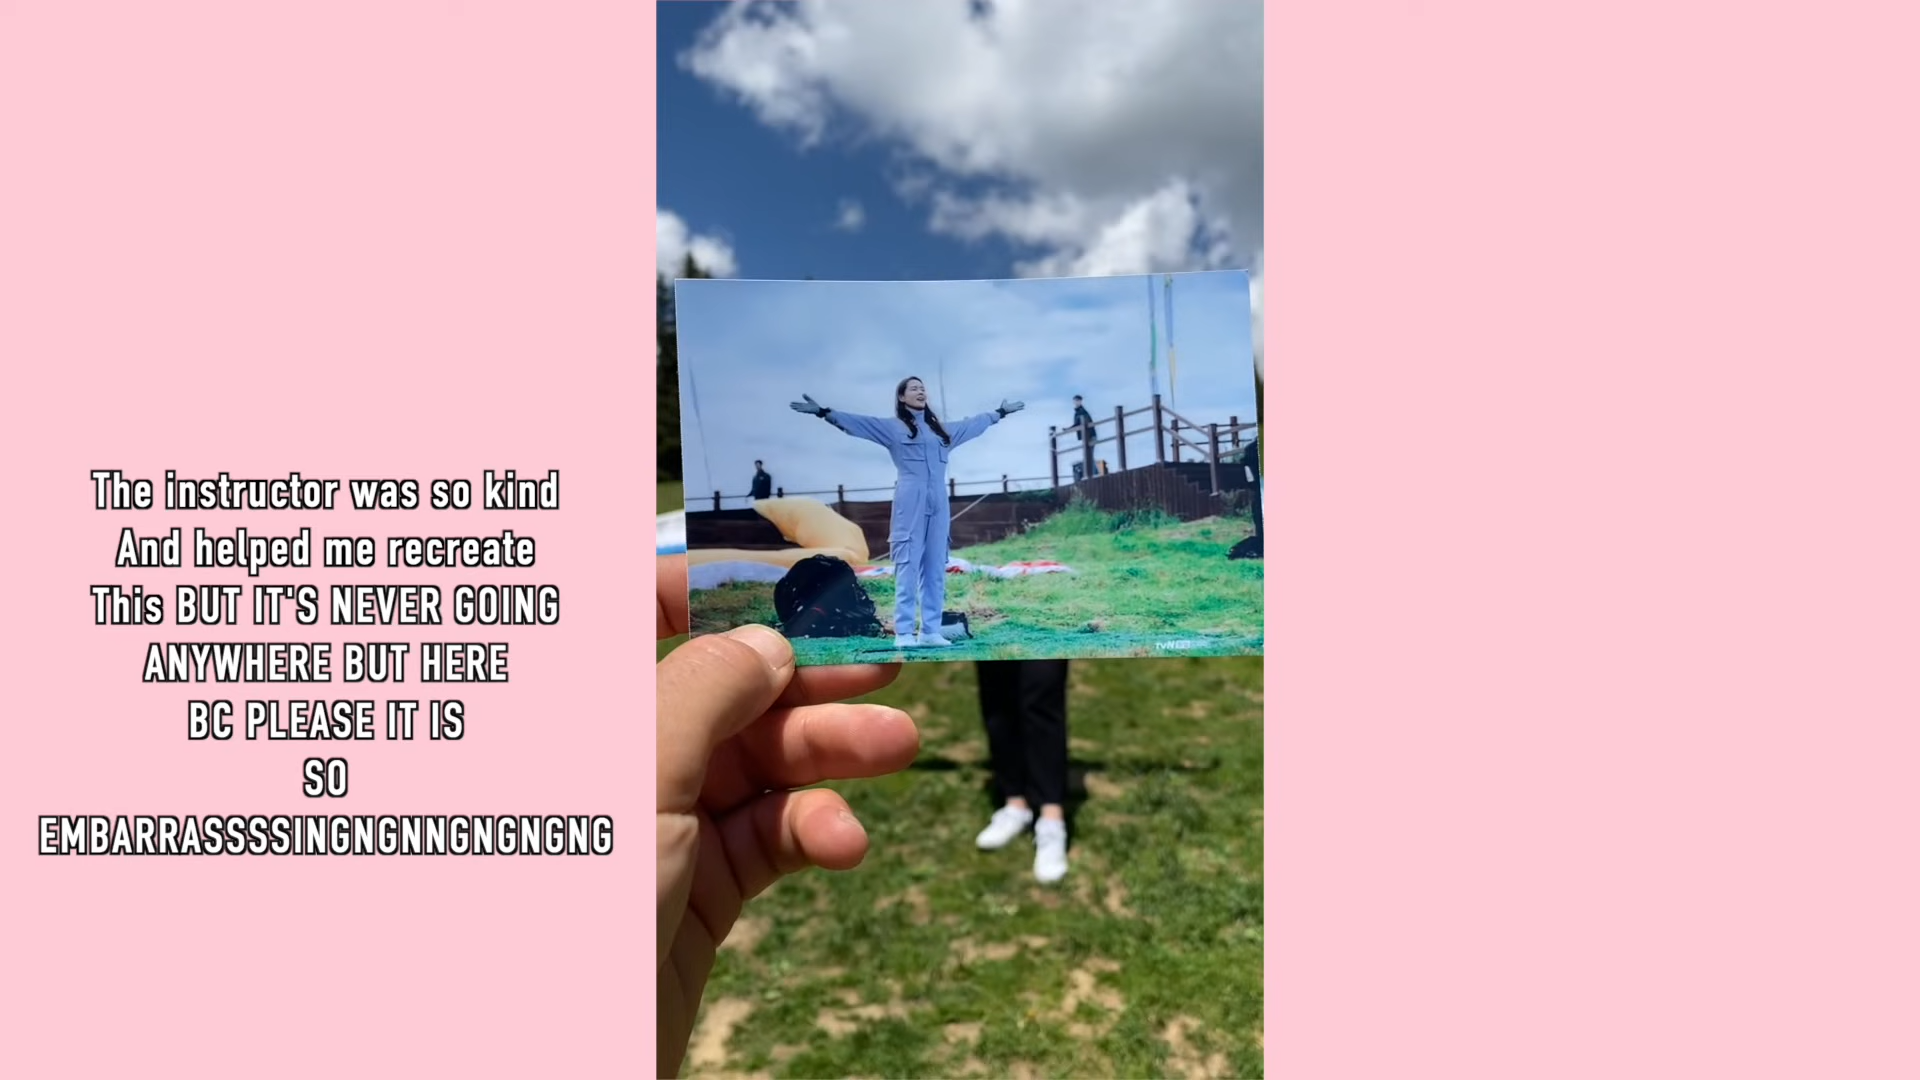 The instructor was so kind
And helped me recreate
This BUT IT'S NEVER GOING
ANYWHERE BUT HERE
BC PLEASE IT IS
SO
EMBARRASSSSINGNGNNGNGNGNG
tvN